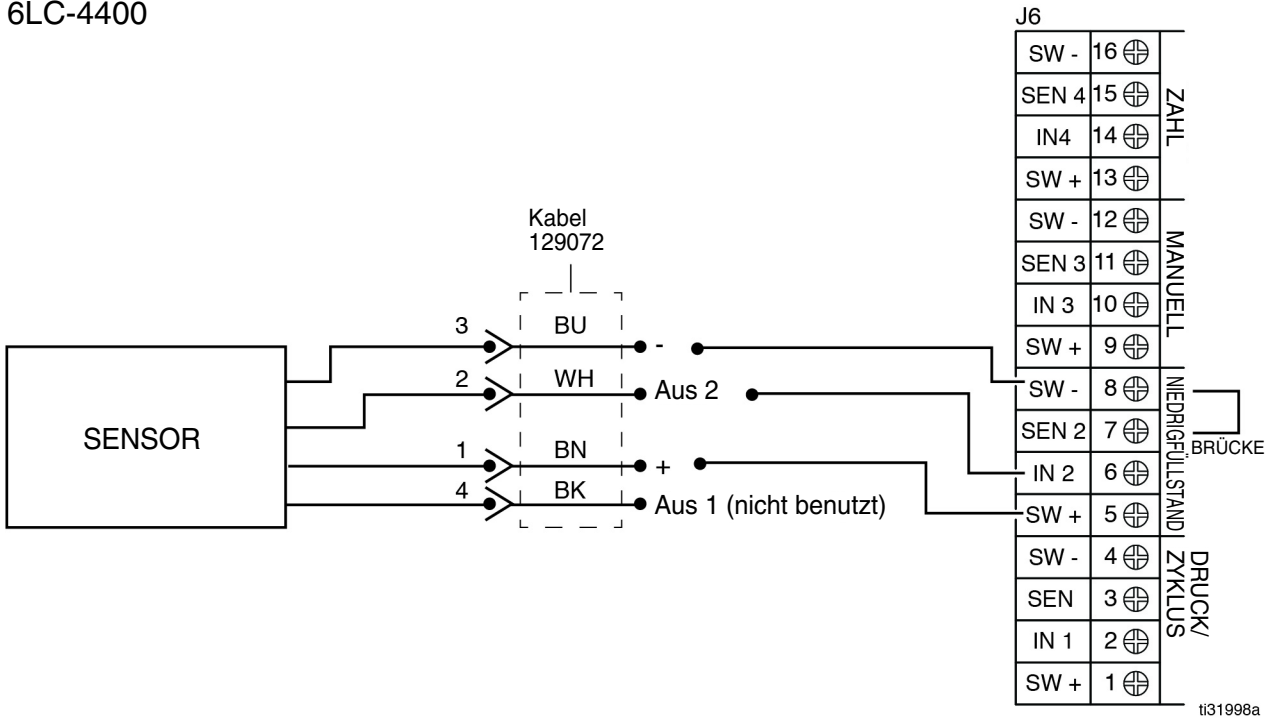 6LC-4400
J6
SW - 16
SEN 4 15
IN4 14
SW + 13
ZAHL
SW - 12
SEN 3 11
IN 3 10
SW + 9
MANUELL
SW - 8
SEN 2 7
IN 2 6
SW + 5
NIEDRIGFÜLLSTAND
BRÜCKE
SW - 4
SEN 3
IN 1 2
SW + 1
DRUCK/
ZYKLUS
Kabel
129072
3 BU -
2 WH Aus 2
1 BN +
4 BK Aus 1 (nicht benutzt)
SENSOR
ti31998a